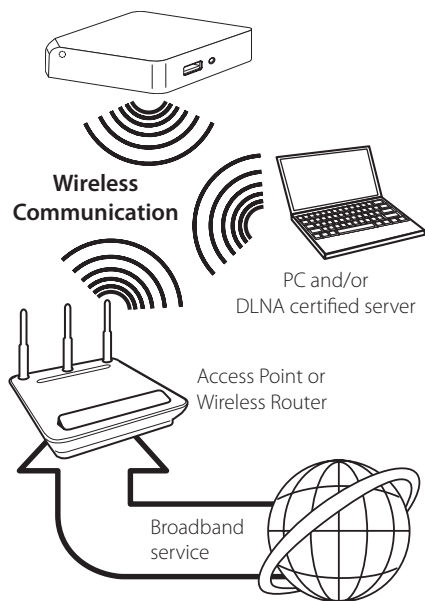 Wireless
Communication
PC and/or
DLNA certified server
Access Point or
Wireless Router
Broadband
service